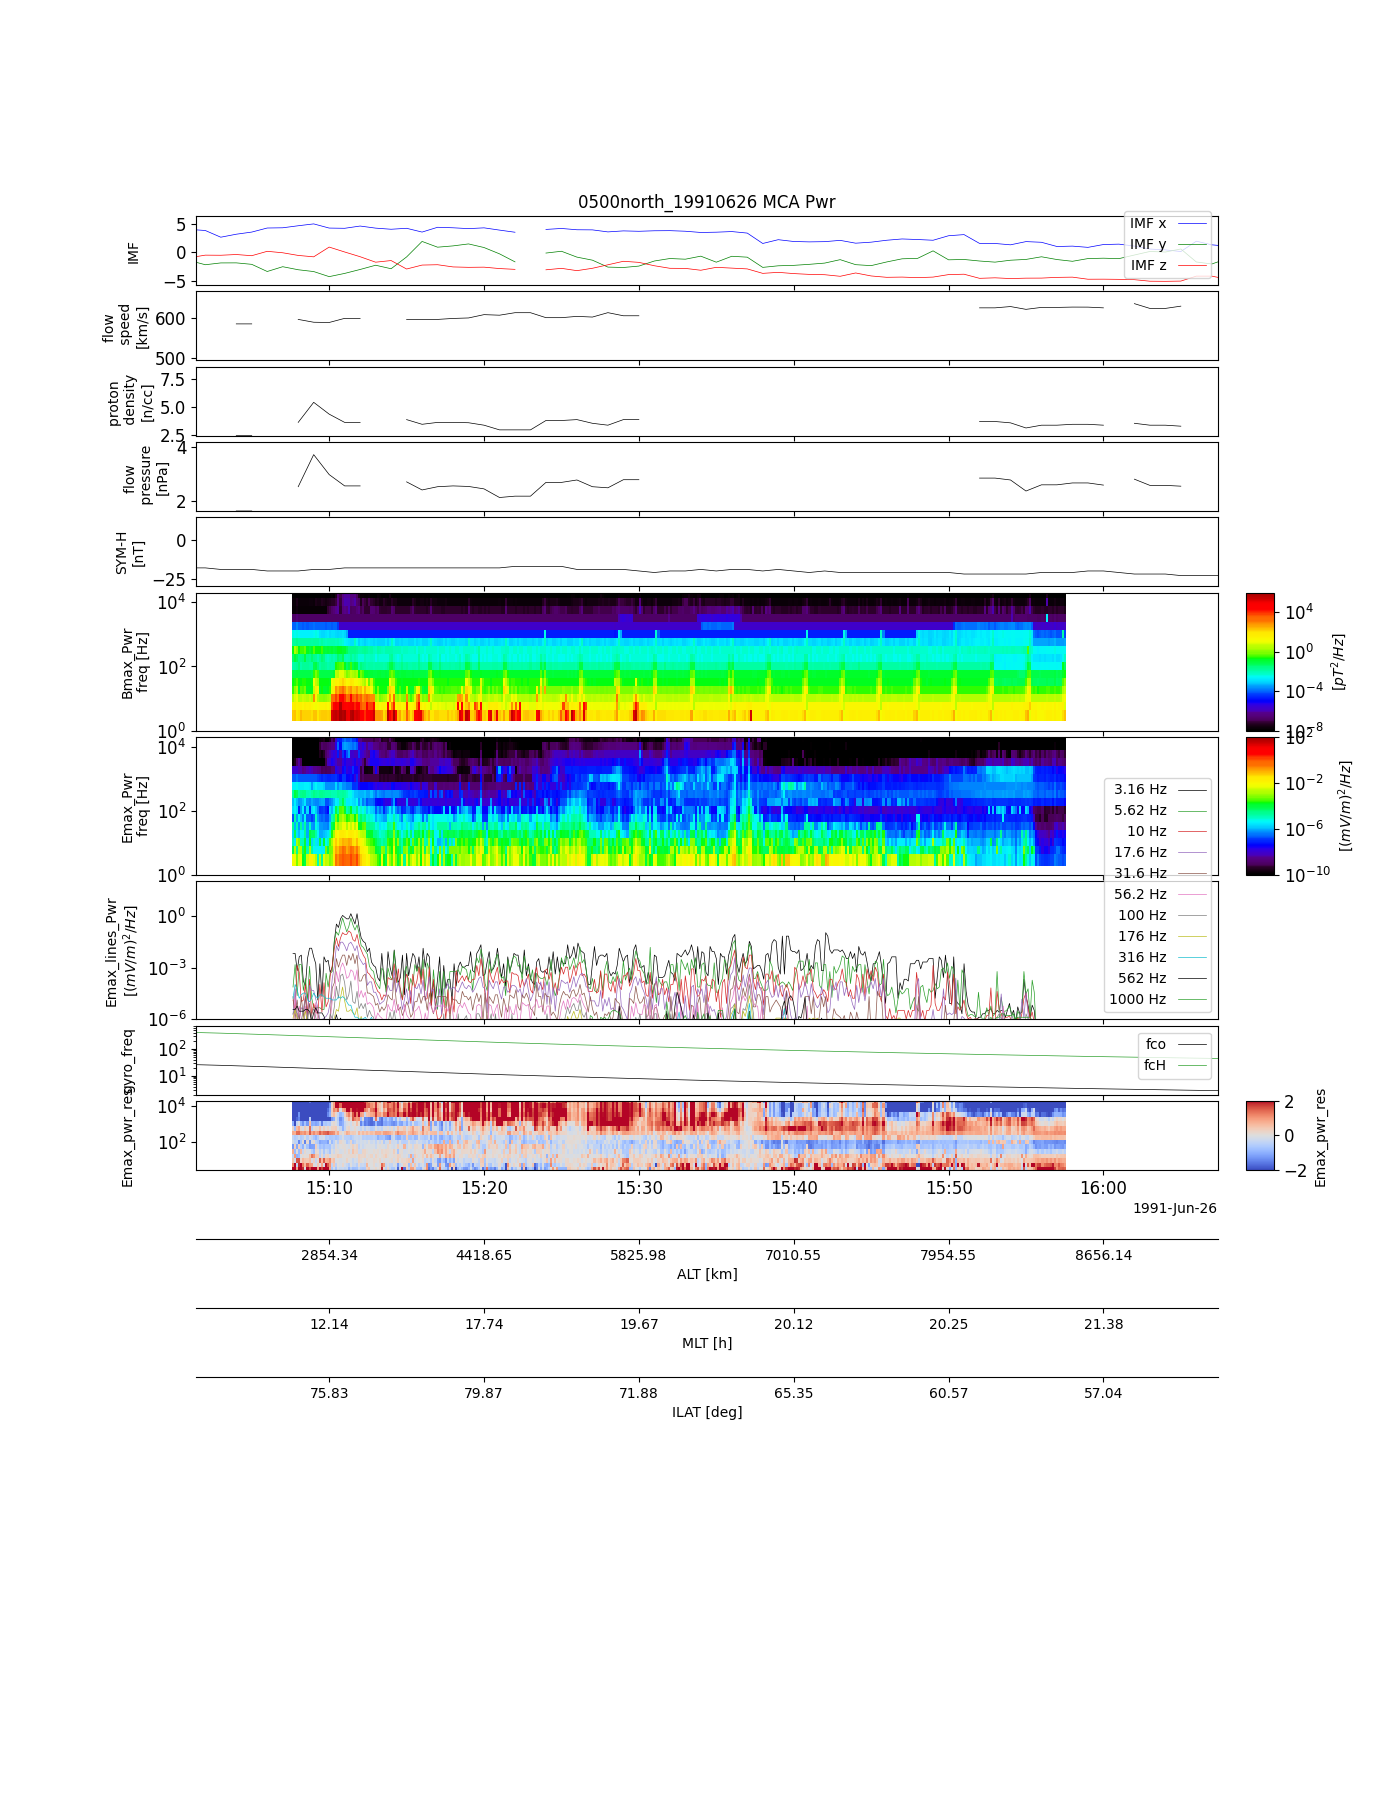 0500north_19910626 MCA Pwr
5
0
−5
IMF
IMF x
IMF y
IMF z
600
500
flow
speed
[km/s]
7.5
5.0
2.5
proton
density
[n/cc]
4
2
flow
pressure
[nPa]
0
−25
SYM-H
[nT]
10^4
10^2
10^0
Bmax_Pwr
freq [Hz]
10^4
10^0
10^−4
10^−8
[pT^2/Hz]
10^4
10^2
10^0
Emax_Pwr
freq [Hz]
10^2
10^−2
10^−6
10^−10
[(mV/m)^2/Hz]
3.16 Hz
5.62 Hz
10 Hz
17.6 Hz
31.6 Hz
56.2 Hz
100 Hz
176 Hz
316 Hz
562 Hz
1000 Hz
10^0
10^−3
10^−6
Emax_lines_Pwr
[(mV/m)^2/Hz]
10^2
10^1
gyro_freq
fco
fcH
10^4
10^2
Emax_pwr_res
2
0
−2
Emax_pwr_res
15:10 15:20 15:30 15:40 15:50 16:00
1991-Jun-26
2854.34 4418.65 5825.98 7010.55 7954.55 8656.14
ALT [km]
12.14 17.74 19.67 20.12 20.25 21.38
MLT [h]
75.83 79.87 71.88 65.35 60.57 57.04
ILAT [deg]